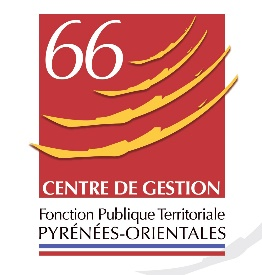 66
CENTRE DE GESTION
Fonction Publique Territoriale
PYRÉNÉES-ORIENTALES